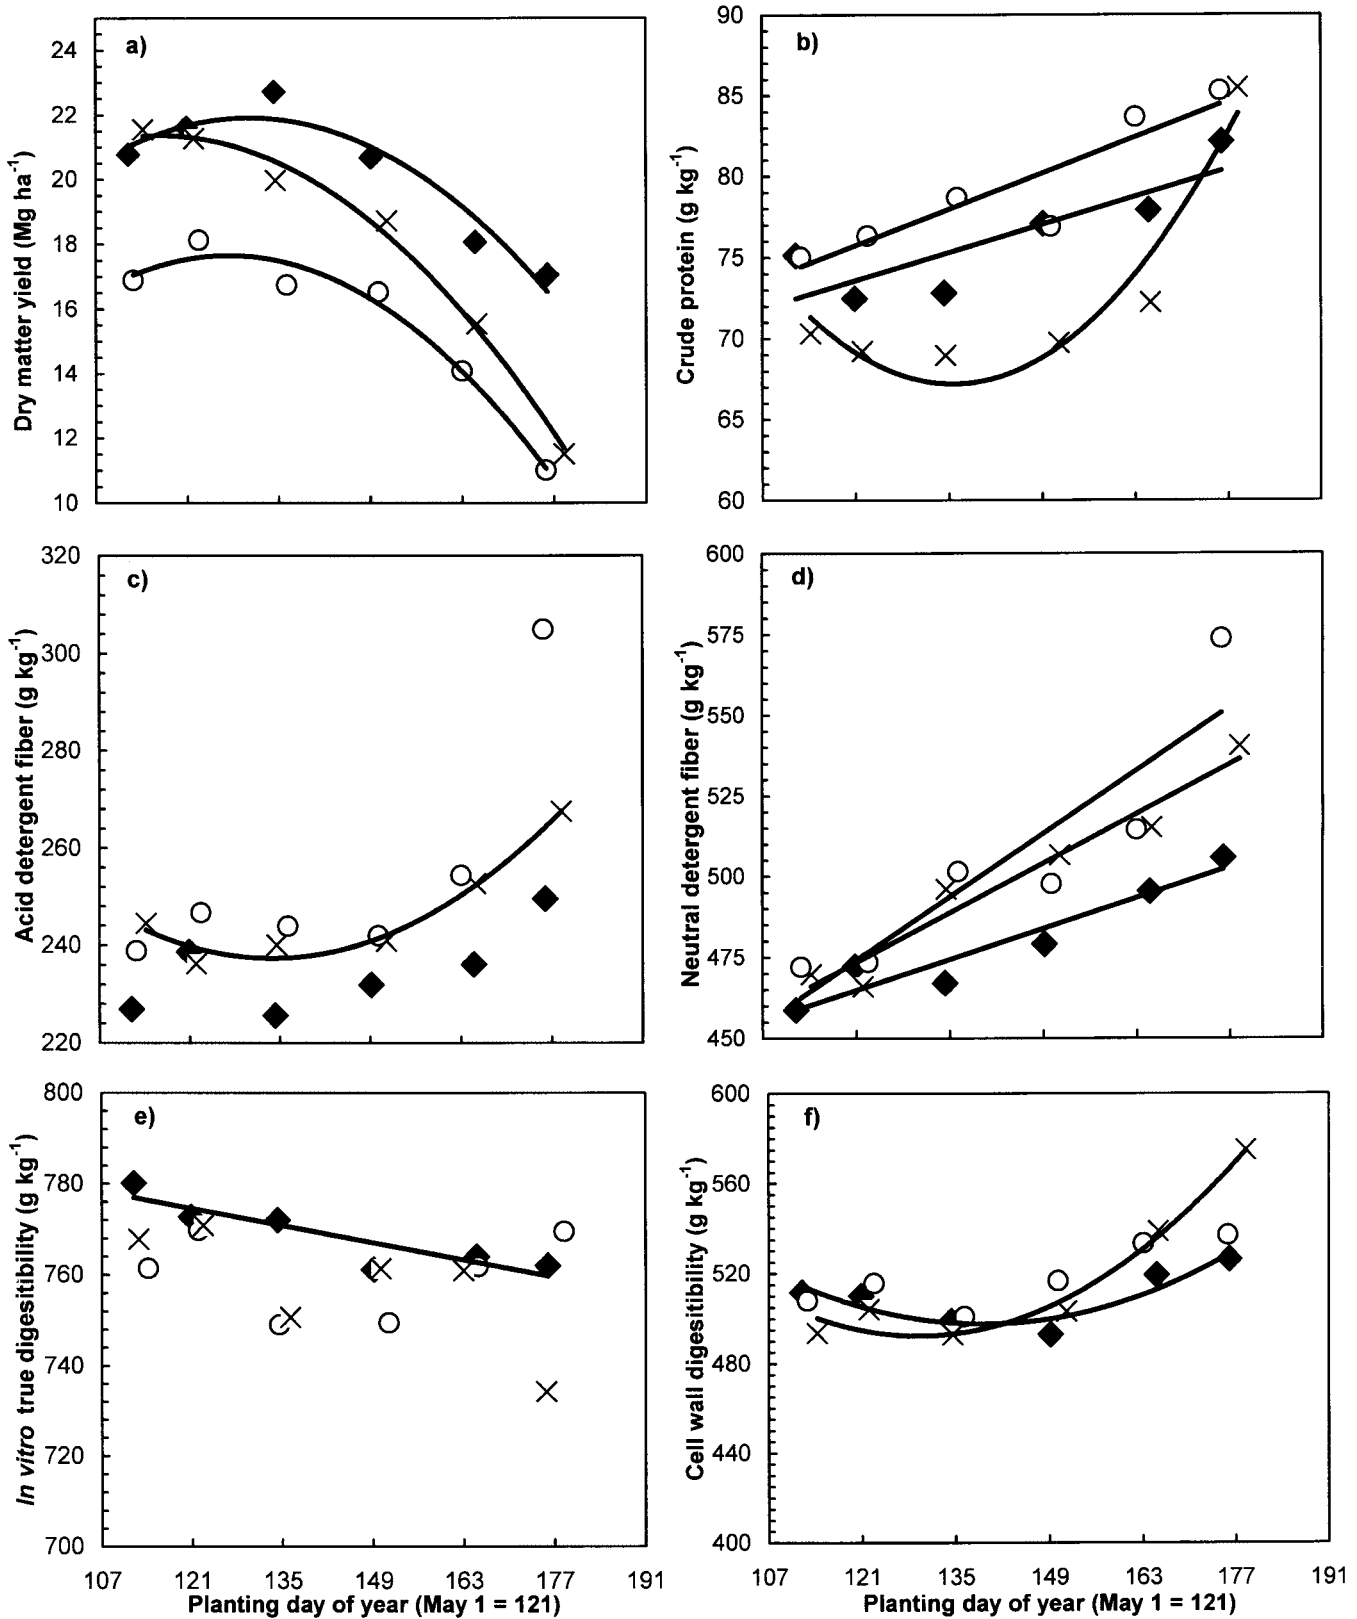 a)
24
22
20
18
16
14
12
10
Dry matter yield (Mg ha-1)
b)
90
85
80
75
70
65
60
Crude protein (g kg-1)
c)
320
300
280
260
240
220
Acid detergent fiber (g kg-1)
d)
600
575
550
525
500
475
450
Neutral detergent fiber (g kg-1)
e)
800
780
760
740
720
700
In vitro true digesitibility (g kg-1)
107 121 135 149 163 177 191
Planting day of year (May 1 = 121)
f)
600
560
520
480
440
400
Cell wall digesitibility (g kg-1)
107 121 135 149 163 177 191
Planting day of year (May 1 = 121)